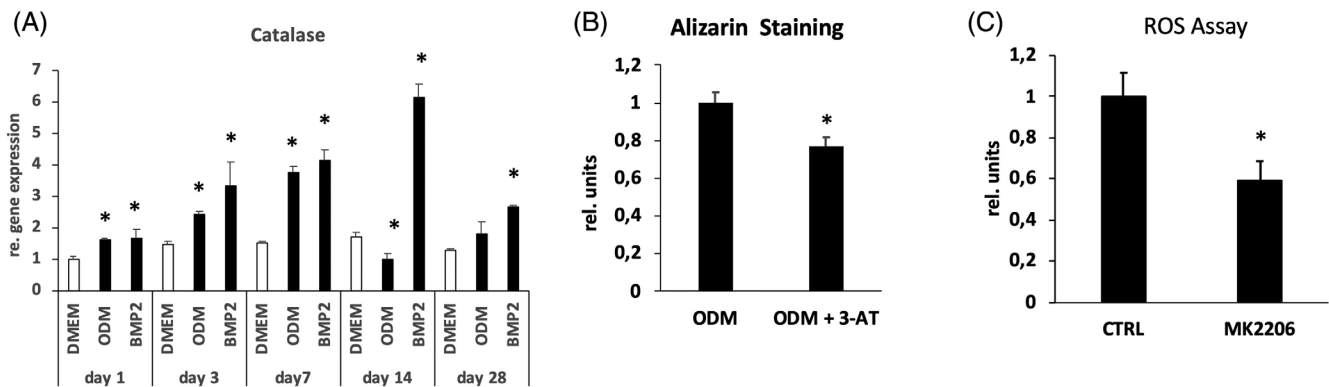 (A)
Catalase
re. gene expression
7
6
5
4
3
2
1
0
*
*
*
*
*
*
*
*
*
DMEM
ODM
BMP2
DMEM
ODM
BMP2
DMEM
ODM
BMP2
DMEM
ODM
BMP2
DMEM
ODM
BMP2
day 1
day 3
day7
day 14
day 28
(B)
Alizarin Staining
rel. units
1,2
1
0,8
0,6
0,4
0,2
0
*
ODM
ODM + 3-AT
(C)
ROS Assay
rel. units
1,2
1
0,8
0,6
0,4
0,2
0
*
CTRL
MK2206